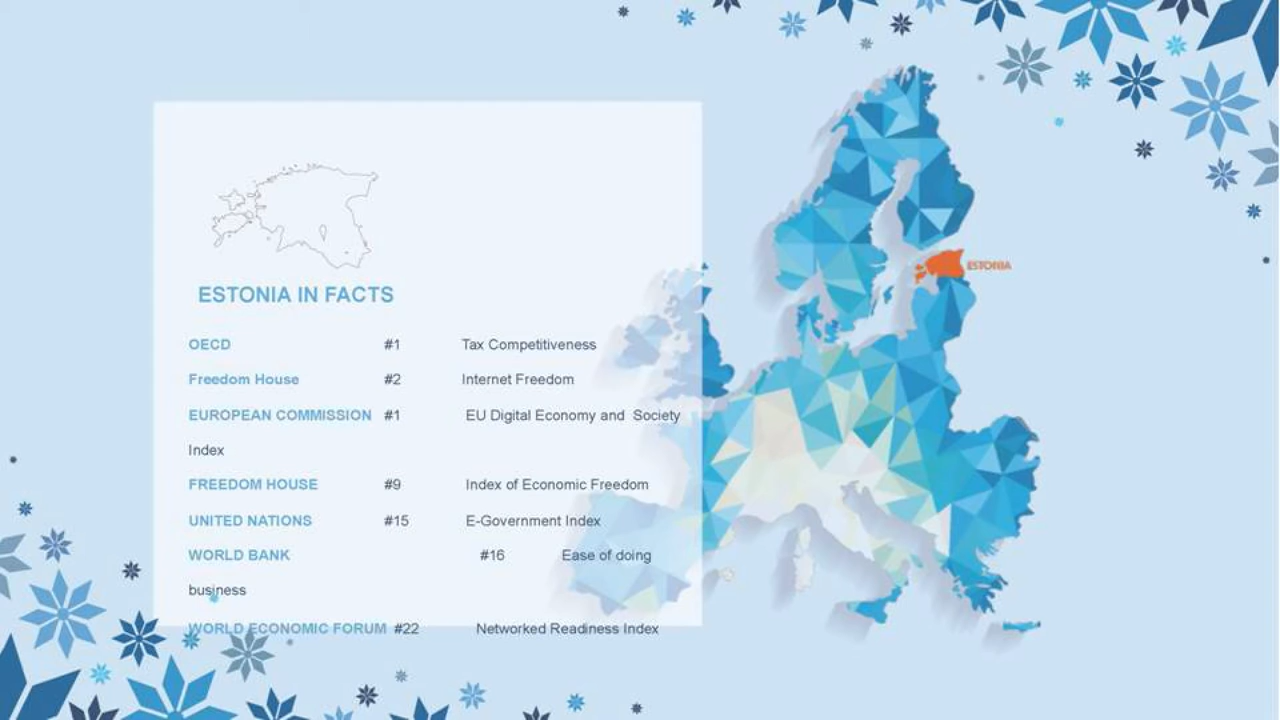 ESTONIA
ESTONIA IN FACTS
OECD #1 Tax Competitiveness
Freedom House #2 Internet Freedom
EUROPEAN COMMISSION #1 EU Digital Economy and Society
Index
FREEDOM HOUSE #9 Index of Economic Freedom
UNITED NATIONS #15 E-Government Index
WORLD BANK #16 Ease of doing
business
WORLD ECONOMIC FORUM #22 Networked Readiness Index